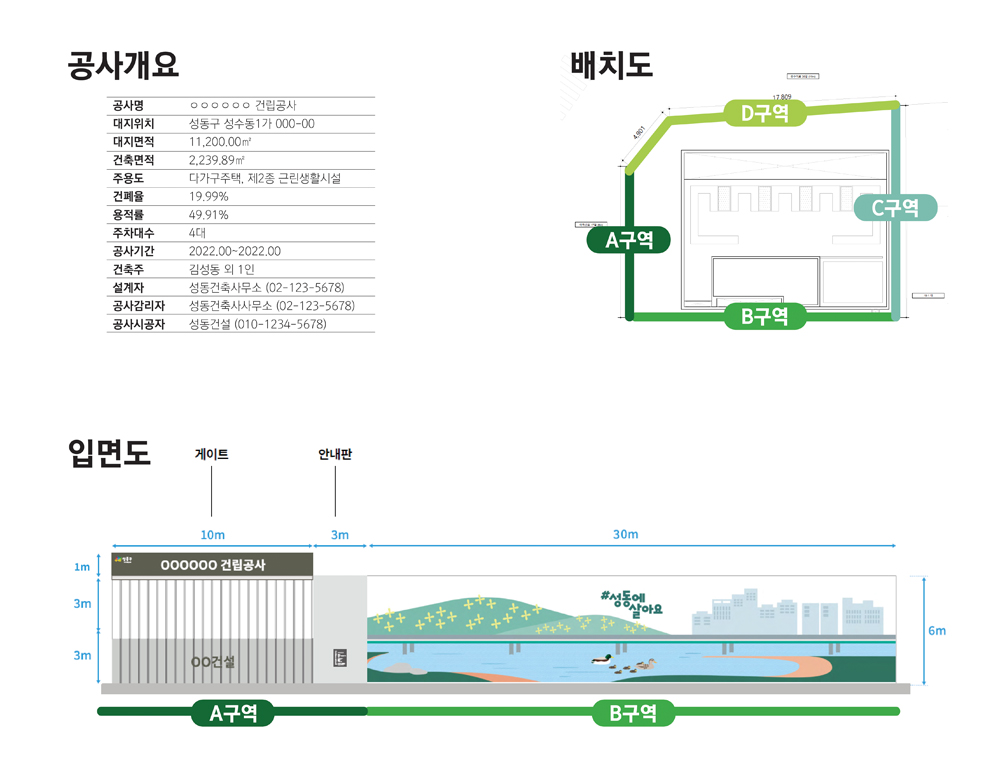 공사개요
공사명 ㅇㅇㅇㅇㅇㅇ 건립공사
대지위치 성동구 성수동1가 000-00
대지면적 11,200.00㎡
건축면적 2,239.89㎡
주용도 다가구주택, 제2종 근린생활시설
건폐율 19.99%
용적률 49.91%
주차대수 4대
공사기간 2022.00~2022.00
건축주 김성동 외 1인
설계자 성동건축사무소 (02-123-5678)
공사감리자 성동건축사사무소 (02-123-5678)
공사시공자 성동건설 (010-1234-5678)
배치도
17,809
D구역
4,801
C구역
A구역
B구역
입면도
게이트
안내판
10m
3m
30m
1m
OOOOOO 건립공사
3m
#성동에
살아요
6m
3m
OO건설
A구역
B구역